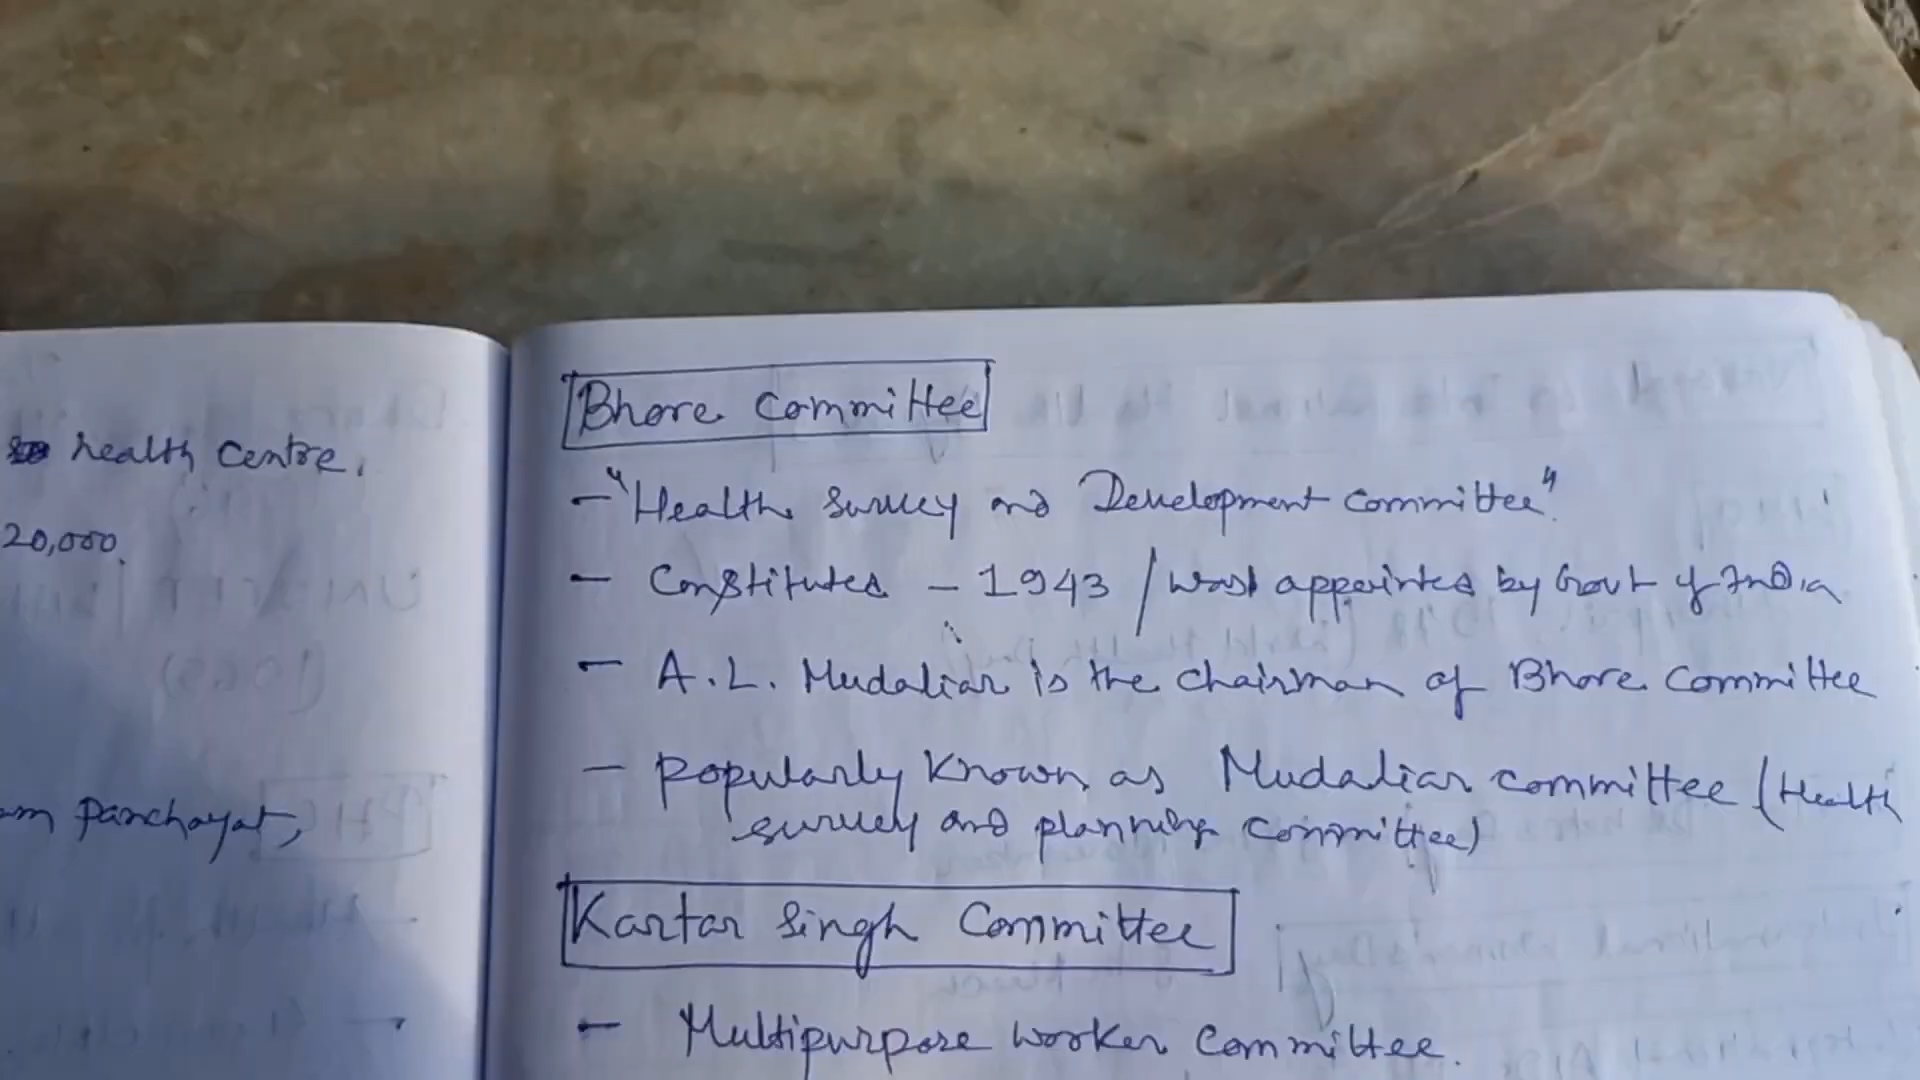 health centre.
20,000.
am panchayat,
Bhore Committee
- "Health Survey and Development Committee".
- Constituted - 1943 / was appointed by Govt of India
- A.L. Mudaliar is the chairman of Bhore Committee
- popularly known as Mudaliar committee (Health
survey and planning committee)
Kartar Singh Committee
- Multipurpose worker Committee.